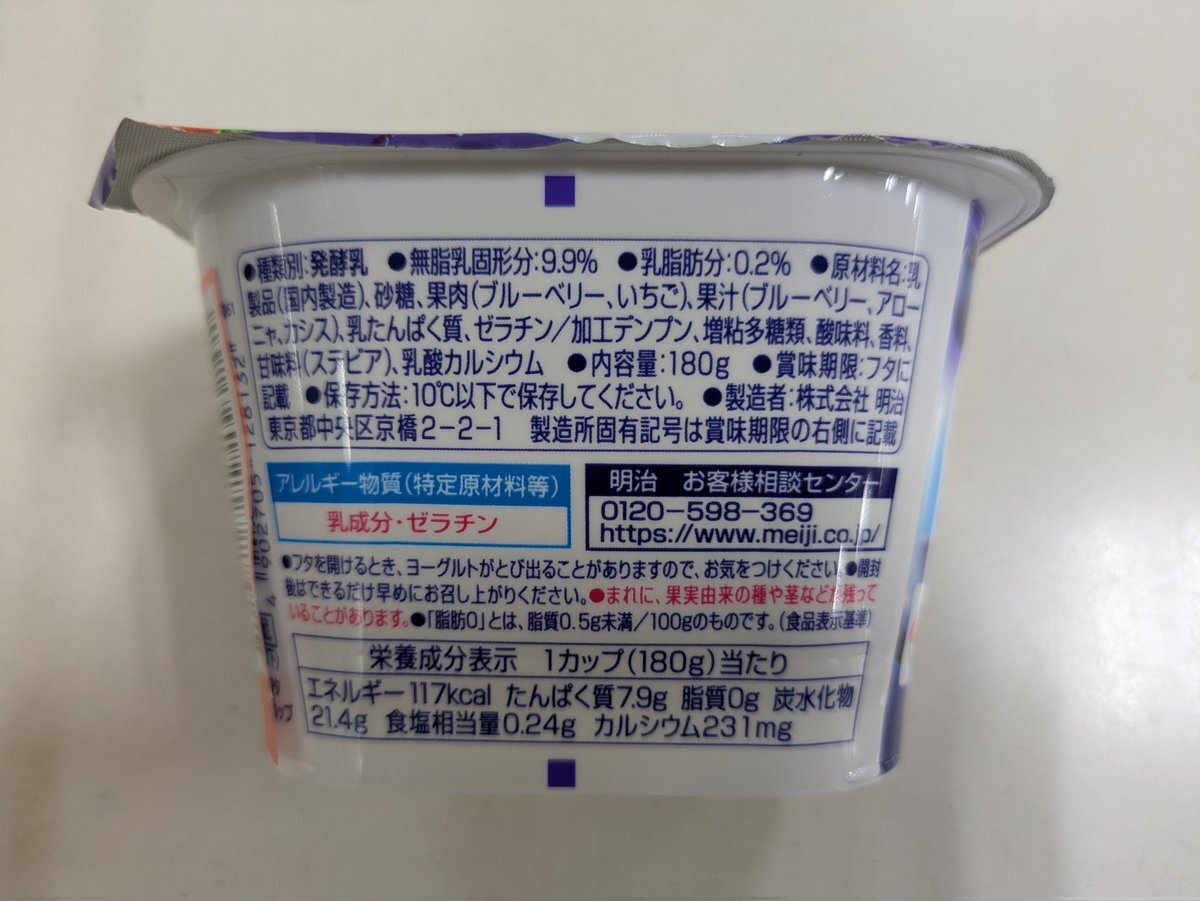 ●種類別:発酵乳 ●無脂乳固形分:9.9% ●乳脂肪分:0.2% ●原材料名:乳
製品(国内製造)、砂糖、果肉(ブルーベリー、いちご)、果汁(ブルーベリー、アロー
ニャ、カシス)、乳たんぱく質、ゼラチン/加工デンプン、増粘多糖類、酸味料、香料、
甘味料(ステビア)、乳酸カルシウム ●内容量:180g ●賞味期限:フタに
記載 ●保存方法:10℃以下で保存してください。 ●製造者:株式会社 明治
東京都中央区京橋2-2-1 製造所固有記号は賞味期限の右側に記載
アレルギー物質(特定原材料等)
乳成分・ゼラチン
明治 お客様相談センター
0120-598-369
https://www.meiji.co.jp/
●フタを開けるとき、ヨーグルトがとび出ることがありますので、お気をつけください。●開封
後はできるだけ早めにお召し上がりください。●まれに、果実由来の種や茎などが残って
いることがあります。●「脂肪0」とは、脂質0.5g未満/100gのものです。(食品表示基準)
栄養成分表示 1カップ(180g)当たり
エネルギー117kcal たんぱく質7.9g 脂質0g 炭水化物
21.4g 食塩相当量0.24g カルシウム231mg